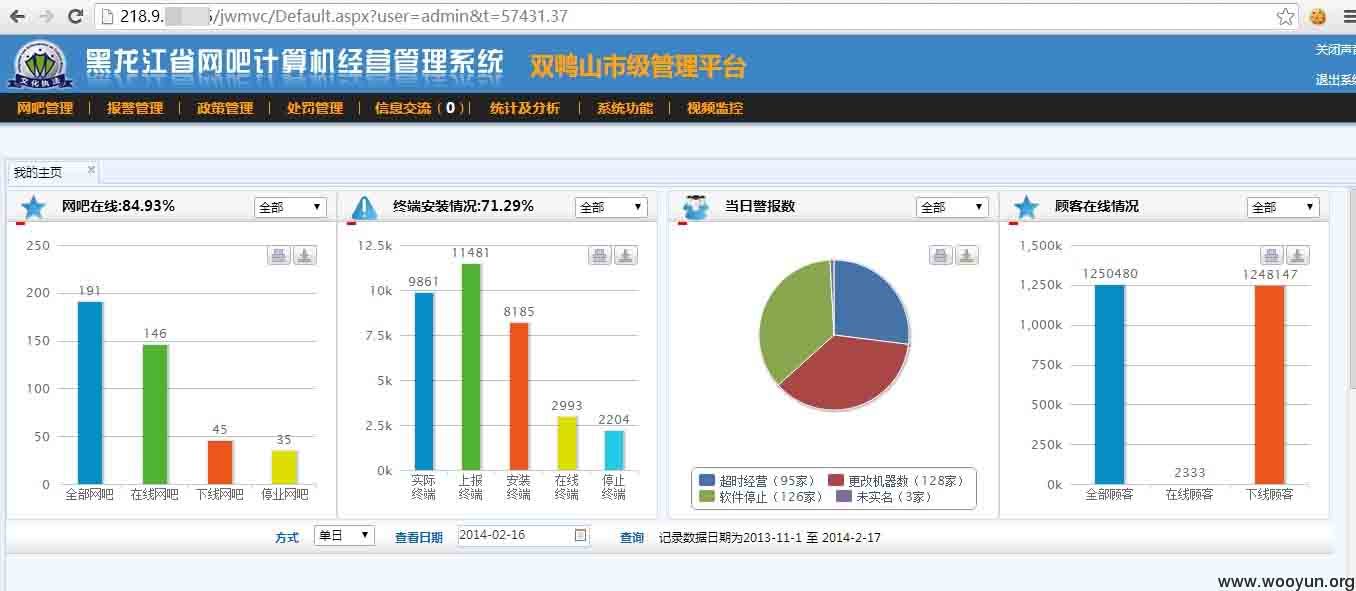 218.9. /jwmvc/Default.aspx?user=admin&t=57431.37
黑龙江省网吧计算机经营管理系统 双鸭山市级管理平台
关闭声音
退出系统
文化执法
网吧管理 | 报警管理 | 政策管理 | 处罚管理 | 信息交流（0）| 统计及分析 | 系统功能 | 视频监控
我的主页
网吧在线:84.93% 全部
250
200
150
100
50
0
191
146
45
35
全部网吧 在线网吧 下线网吧 停业网吧
终端安装情况:71.29% 全部
12.5k
10k
7.5k
5k
2.5k
0k
9861
11481
8185
2993
2204
实际终端 上报终端 安装终端 在线终端 停止终端
当日警报数 全部
超时经营（95家） 更改机器数（128家）
软件停止（126家） 未实名（3家）
顾客在线情况 全部
1,500k
1,250k
1,000k
750k
500k
250k
0k
1250480
2333
1248147
全部顾客 在线顾客 下线顾客
方式 单日 查看日期 2014-02-16 查询 记录数据日期为2013-11-1 至 2014-2-17
www.wooyun.org